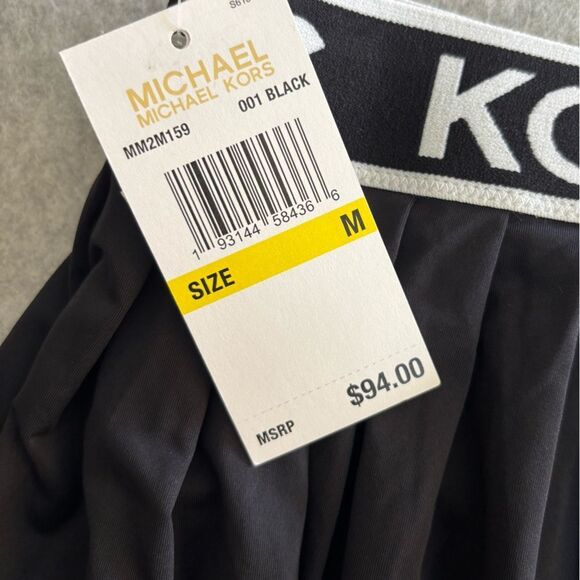 MICHAEL
MICHAEL KORS
MM2M159
001 BLACK
1 93144 58436 6
SIZE
M
MSRP
$94.00
KO